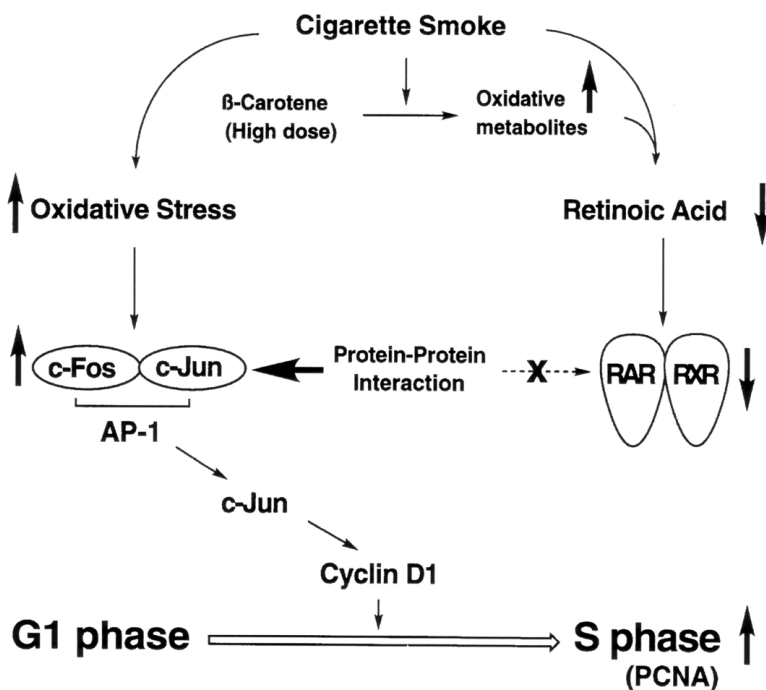 Cigarette Smoke
ß-Carotene
(High dose)
Oxidative
metabolites
Oxidative Stress
Retinoic Acid
c-Fos
c-Jun
Protein-Protein
Interaction
X
RAR
RXR
AP-1
c-Jun
Cyclin D1
G1 phase
S phase
(PCNA)